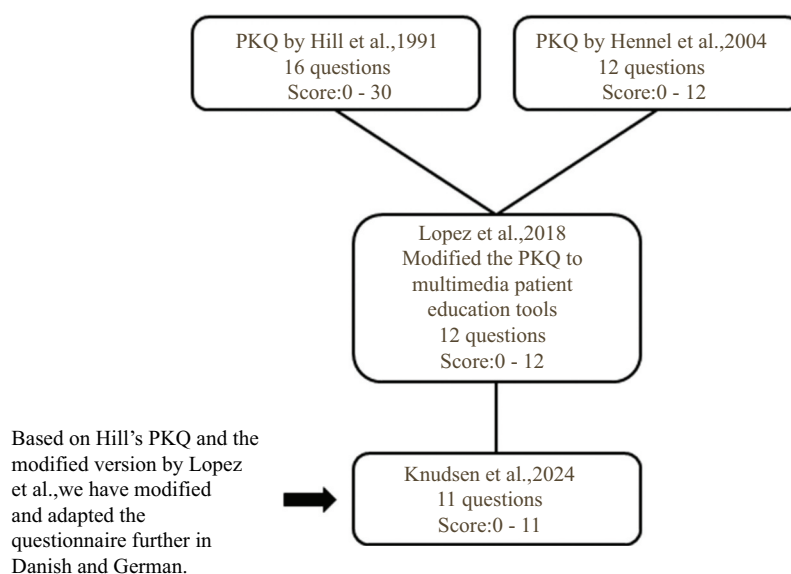 PKQ by Hill et al.,1991
16 questions
Score:0 - 30
PKQ by Hennel et al.,2004
12 questions
Score:0 - 12
Lopez et al.,2018
Modified the PKQ to
multimedia patient
education tools
12 questions
Score:0 - 12
Based on Hill's PKQ and the
modified version by Lopez
et al.,we have modified
and adapted the
questionnaire further in
Danish and German.
Knudsen et al.,2024
11 questions
Score:0 - 11